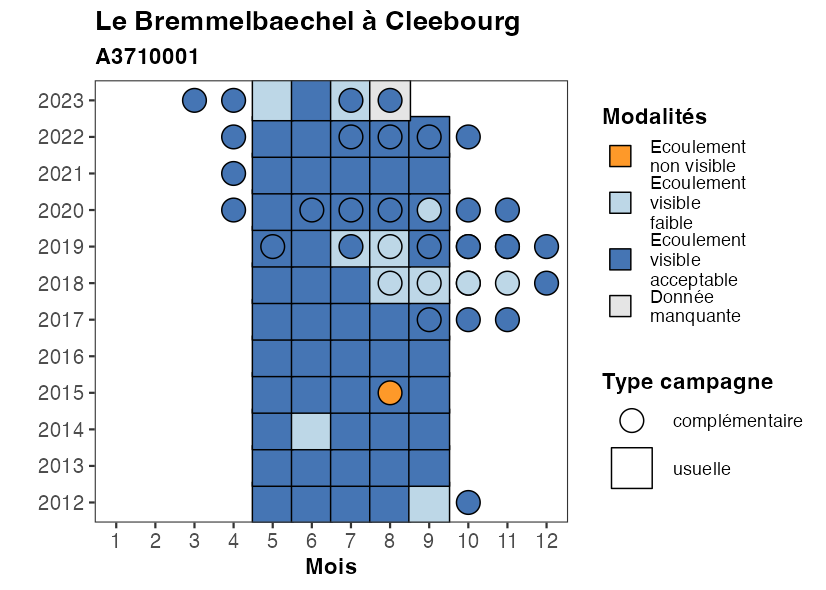 Le Bremmelbaechel à Cleebourg
A3710001
2023
2022
2021
2020
2019
2018
2017
2016
2015
2014
2013
2012
1 2 3 4 5 6 7 8 9 10 11 12
Mois
Modalités
Ecoulement
non visible
Ecoulement
visible
faible
Ecoulement
visible
acceptable
Donnée
manquante
Type campagne
complémentaire
usuelle